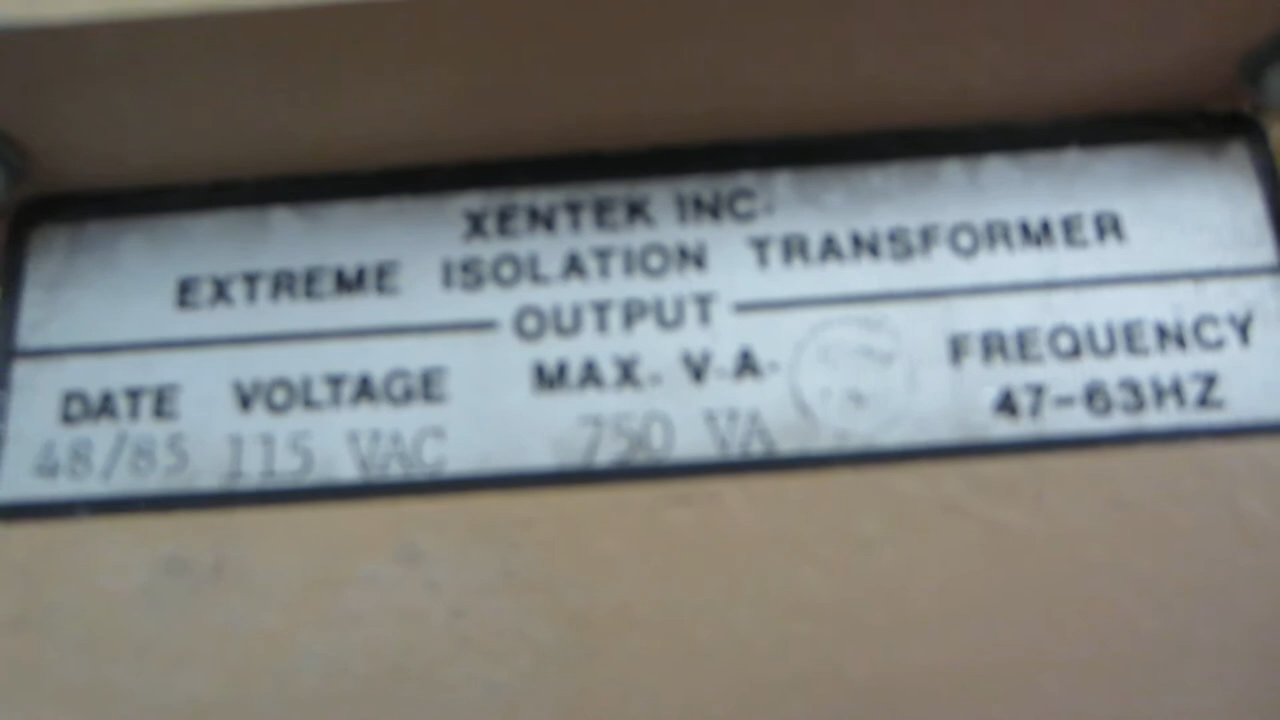 XENTEK INC.
EXTREME ISOLATION TRANSFORMER
OUTPUT
DATE VOLTAGE MAX. V.A. FREQUENCY
48/85 115 VAC 750 VA 47-63HZ